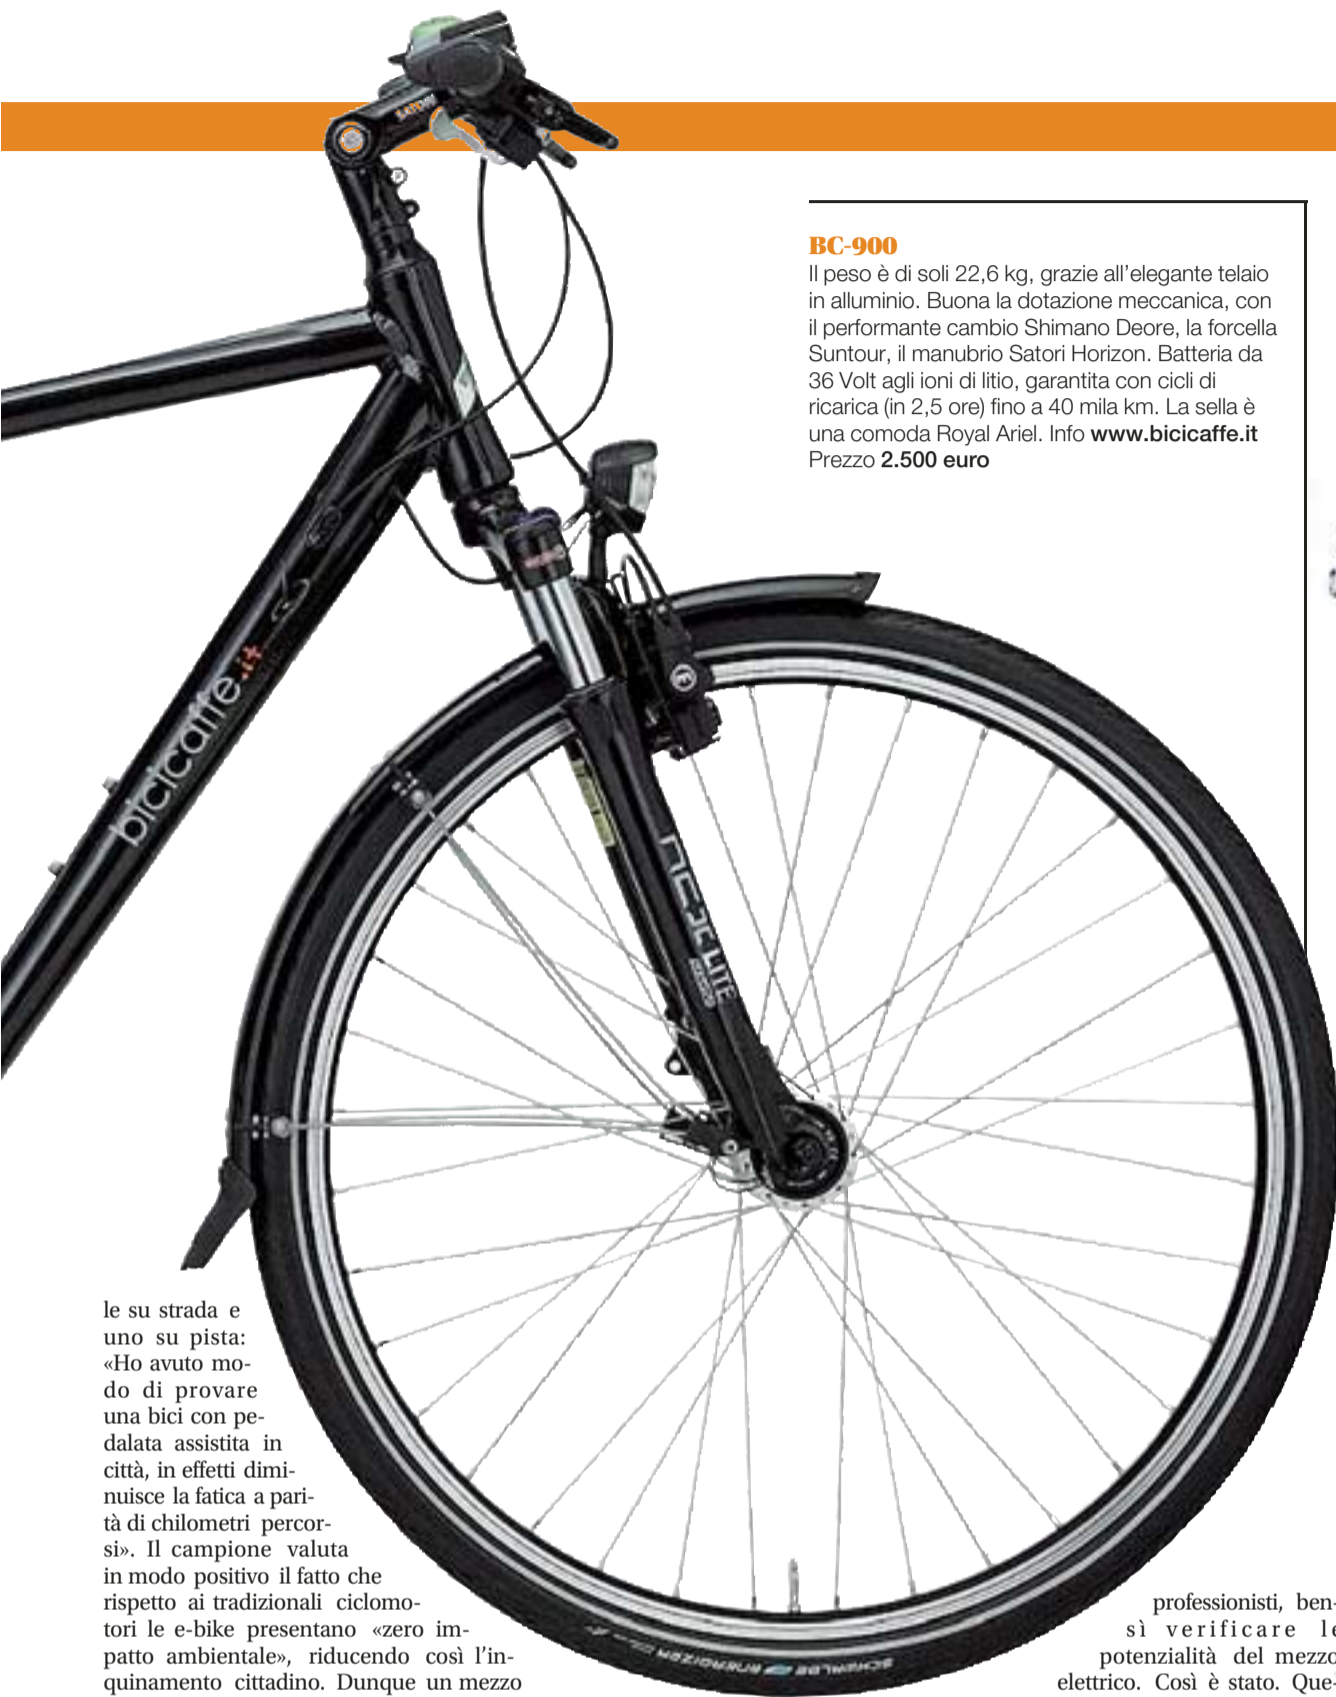 SATORI
BC-900
Il peso è di soli 22,6 kg, grazie all'elegante telaio
in alluminio. Buona la dotazione meccanica, con
il performante cambio Shimano Deore, la forcella
Suntour, il manubrio Satori Horizon. Batteria da
36 Volt agli ioni di litio, garantita con cicli di
ricarica (in 2,5 ore) fino a 40 mila km. La sella è
una comoda Royal Ariel. Info www.bicicaffe.it
Prezzo 2.500 euro
bicicaffe.it
LITE
SCHWALBE ENERGIZER
le su strada e
uno su pista:
«Ho avuto mo-
do di provare
una bici con pe-
dalata assistita in
città, in effetti dimi-
nuisce la fatica a pari-
tà di chilometri percor-
si». Il campione valuta
in modo positivo il fatto che
rispetto ai tradizionali ciclomo-
tori le e-bike presentano «zero im-
patto ambientale», riducendo così l'in-
quinamento cittadino. Dunque un mezzo
professionisti, ben-
sì verificare le
potenzialità del mezzo
elettrico. Così è stato. Quel-